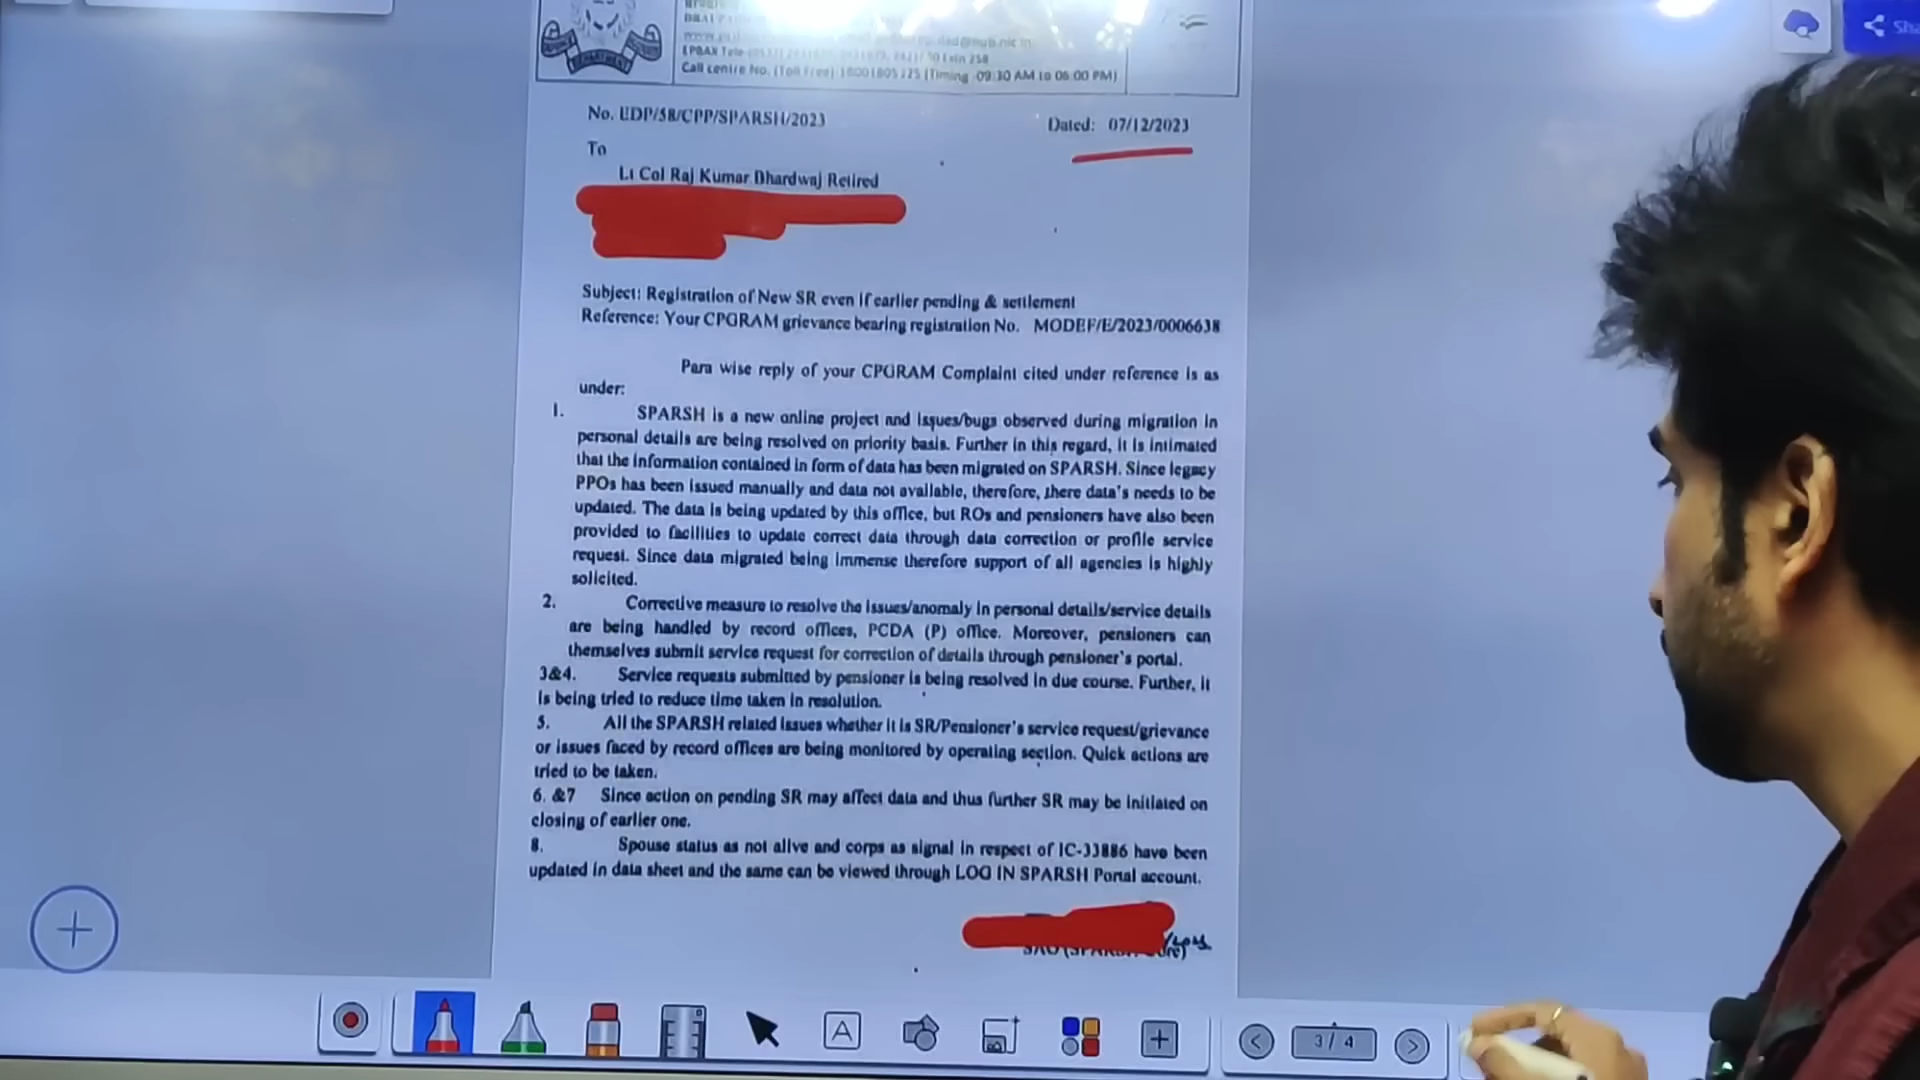 EPBAX Tele
Call centre No. (Toll Free) 18001805325 (Timing 09:30 AM to 06:00 PM)
No. EDP/58/CPP/SPARSH/2023
Dated: 07/12/2023
To
Lt Col Raj Kumar Bhardwaj Retired
Subject: Registration of New SR even if earlier pending & settlement
Reference: Your CPGRAM grievance bearing registration No. MODEF/E/2023/0006638
Para wise reply of your CPGRAM Complaint cited under reference is as
under:
1. SPARSH is a new online project and issues/bugs observed during migration in
personal details are being resolved on priority basis. Further in this regard, it is intimated
that the information contained in form of data has been migrated on SPARSH. Since legacy
PPOs has been issued manually and data not available, therefore, there data's needs to be
updated. The data is being updated by this office, but ROs and pensioners have also been
provided to facilities to update correct data through data correction or profile service
request. Since data migrated being immense therefore support of all agencies is highly
solicited.
2. Corrective measure to resolve the issues/anomaly in personal details/service details
are being handled by record offices, PCDA (P) office. Moreover, pensioners can
themselves submit service request for correction of details through pensioner's portal.
3&4. Service requests submitted by pensioner is being resolved in due course. Further, it
is being tried to reduce time taken in resolution.
5. All the SPARSH related issues whether it is SR/Pensioner's service request/grievance
or issues faced by record offices are being monitored by operating section. Quick actions are
tried to be taken.
6. &7 Since action on pending SR may affect data and thus further SR may be initiated on
closing of earlier one.
8. Spouse status as not alive and corps as signal in respect of IC-33886 have been
updated in data sheet and the same can be viewed through LOG IN SPARSH Portal account.
A
3 / 4